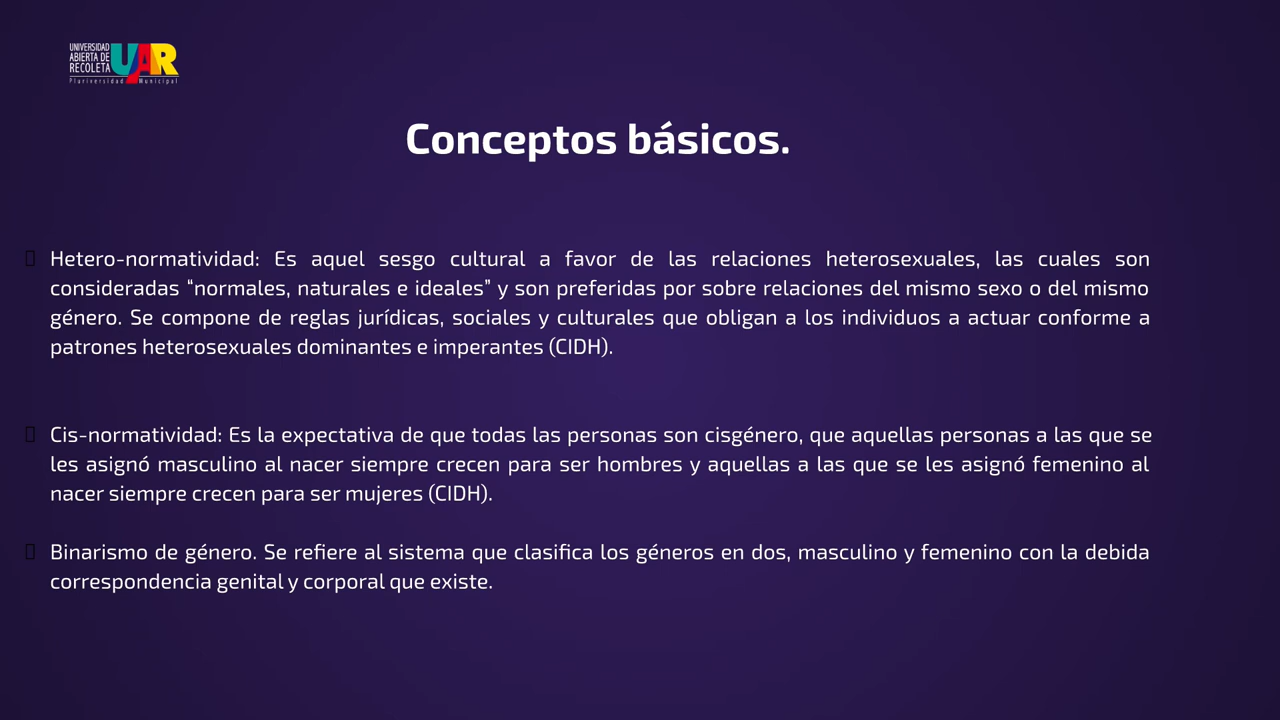 UNIVERSIDAD
ABIERTA DE
RECOLETA
UAR
Pluriversidad Municipal
Conceptos básicos.
Hetero-normatividad: Es aquel sesgo cultural a favor de las relaciones heterosexuales, las cuales son
consideradas “normales, naturales e ideales” y son preferidas por sobre relaciones del mismo sexo o del mismo
género. Se compone de reglas jurídicas, sociales y culturales que obligan a los individuos a actuar conforme a
patrones heterosexuales dominantes e imperantes (CIDH).
Cis-normatividad: Es la expectativa de que todas las personas son cisgénero, que aquellas personas a las que se
les asignó masculino al nacer siempre crecen para ser hombres y aquellas a las que se les asignó femenino al
nacer siempre crecen para ser mujeres (CIDH).
Binarismo de género. Se refiere al sistema que clasifica los géneros en dos, masculino y femenino con la debida
correspondencia genital y corporal que existe.